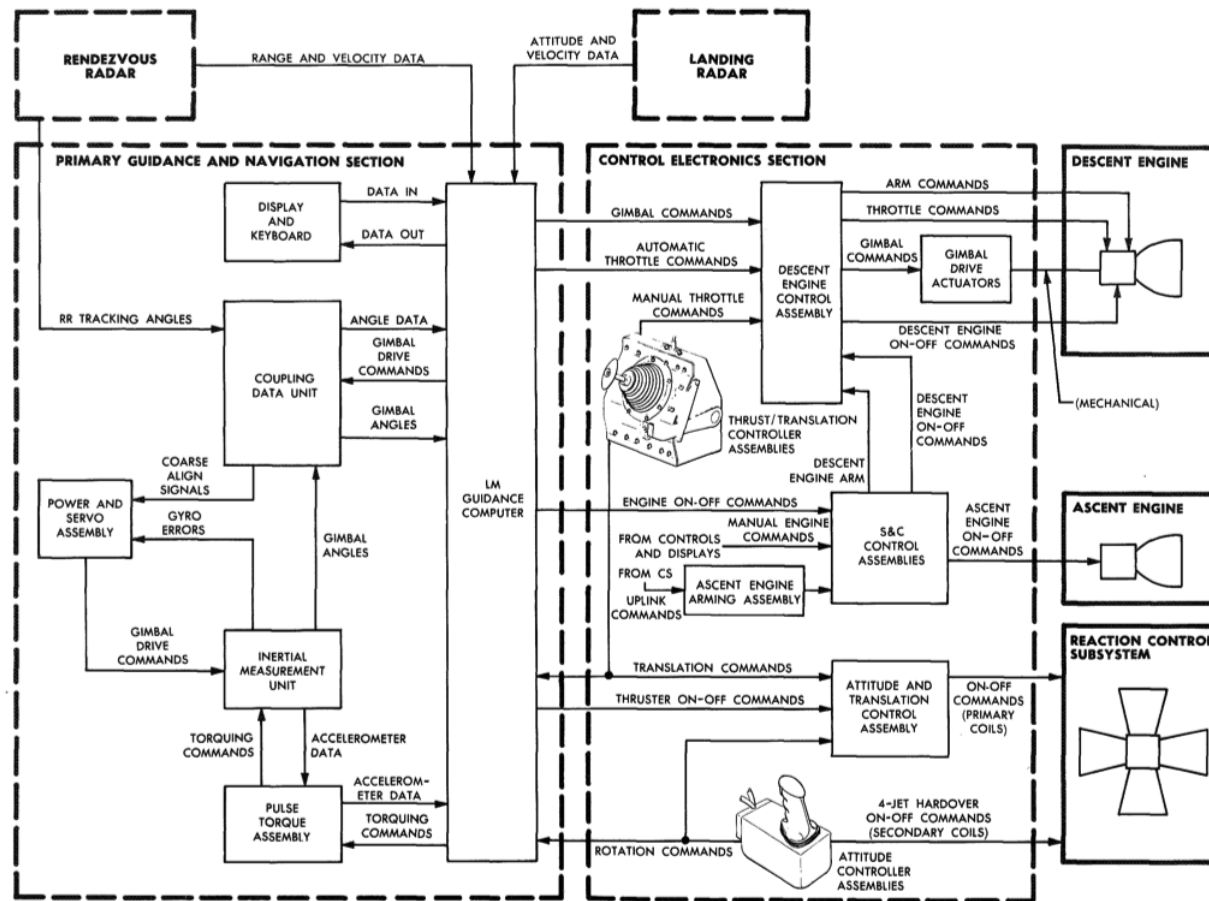 RENDEZVOUS
RADAR
RANGE AND VELOCITY DATA
ATTITUDE AND
VELOCITY DATA
LANDING
RADAR
PRIMARY GUIDANCE AND NAVIGATION SECTION
DISPLAY
AND
KEYBOARD
DATA IN
DATA OUT
RR TRACKING ANGLES
COUPLING
DATA UNIT
ANGLE DATA
GIMBAL
DRIVE
COMMANDS
GIMBAL
ANGLES
COARSE
ALIGN
SIGNALS
POWER AND
SERVO
ASSEMBLY
GYRO
ERRORS
GIMBAL
ANGLES
GIMBAL
DRIVE
COMMANDS
INERTIAL
MEASUREMENT
UNIT
TORQUING
COMMANDS
ACCELEROMETER
DATA
PULSE
TORQUE
ASSEMBLY
ACCELEROM-
ETER DATA
TORQUING
COMMANDS
LM
GUIDANCE
COMPUTER
CONTROL ELECTRONICS SECTION
GIMBAL COMMANDS
AUTOMATIC
THROTTLE COMMANDS
MANUAL THROTTLE
COMMANDS
DESCENT
ENGINE
CONTROL
ASSEMBLY
ARM COMMANDS
THROTTLE COMMANDS
GIMBAL
COMMANDS
GIMBAL
DRIVE
ACTUATORS
DESCENT ENGINE
ON-OFF COMMANDS
THRUST/TRANSLATION
CONTROLLER
ASSEMBLIES
DESCENT
ENGINE ARM
DESCENT
ENGINE
ON-OFF
COMMANDS
(MECHANICAL)
DESCENT ENGINE
ENGINE ON-OFF COMMANDS
MANUAL ENGINE
COMMANDS
FROM CONTROLS
AND DISPLAYS
FROM CS
UPLINK
COMMANDS
ASCENT ENGINE
ARMING ASSEMBLY
S&C
CONTROL
ASSEMBLIES
ASCENT
ENGINE
ON-OFF
COMMANDS
ASCENT ENGINE
TRANSLATION COMMANDS
THRUSTER ON-OFF COMMANDS
ATTITUDE AND
TRANSLATION
CONTROL
ASSEMBLY
ON-OFF
COMMANDS
(PRIMARY
COILS)
REACTION CONTROL
SUBSYSTEM
ROTATION COMMANDS
4-JET HARDOVER
ON-OFF COMMANDS
(SECONDARY COILS)
ATTITUDE
CONTROLLER
ASSEMBLIES